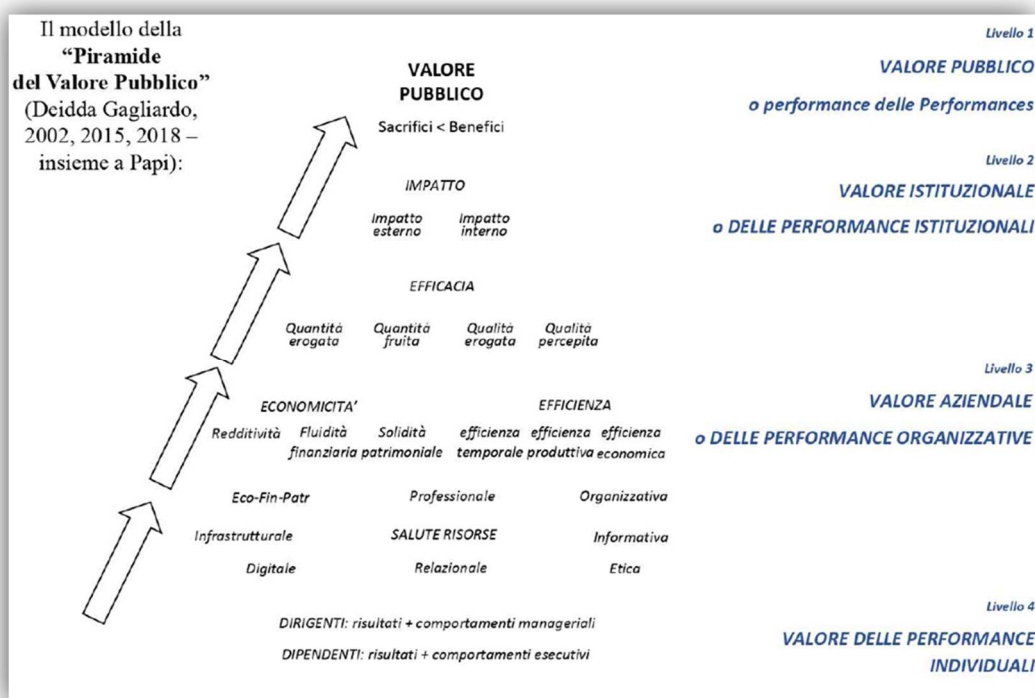 Il modello della
“Piramide
del Valore Pubblico”
(Deidda Gagliardo,
2002, 2015, 2018 –
insieme a Papi):
VALORE
PUBBLICO
Sacrifici < Benefici
Livello 1
VALORE PUBBLICO
o performance delle Performances
IMPATTO
Impatto esterno
Impatto interno
Livello 2
VALORE ISTITUZIONALE
o DELLE PERFORMANCE ISTITUZIONALI
EFFICACIA
Quantità erogata
Quantità fruita
Qualità erogata
Qualità percepita
Livello 3
VALORE AZIENDALE
o DELLE PERFORMANCE ORGANIZZATIVE
ECONOMICITA’
EFFICIENZA
Redditività
Fluidità finanziaria
Solidità patrimoniale
efficienza temporale
efficienza produttiva
efficienza economica
Eco-Fin-Patr
Professionale
Organizzativa
Infrastrutturale
SALUTE RISORSE
Informativa
Digitale
Relazionale
Etica
DIRIGENTI: risultati + comportamenti manageriali
DIPENDENTI: risultati + comportamenti esecutivi
Livello 4
VALORE DELLE PERFORMANCE
INDIVIDUALI